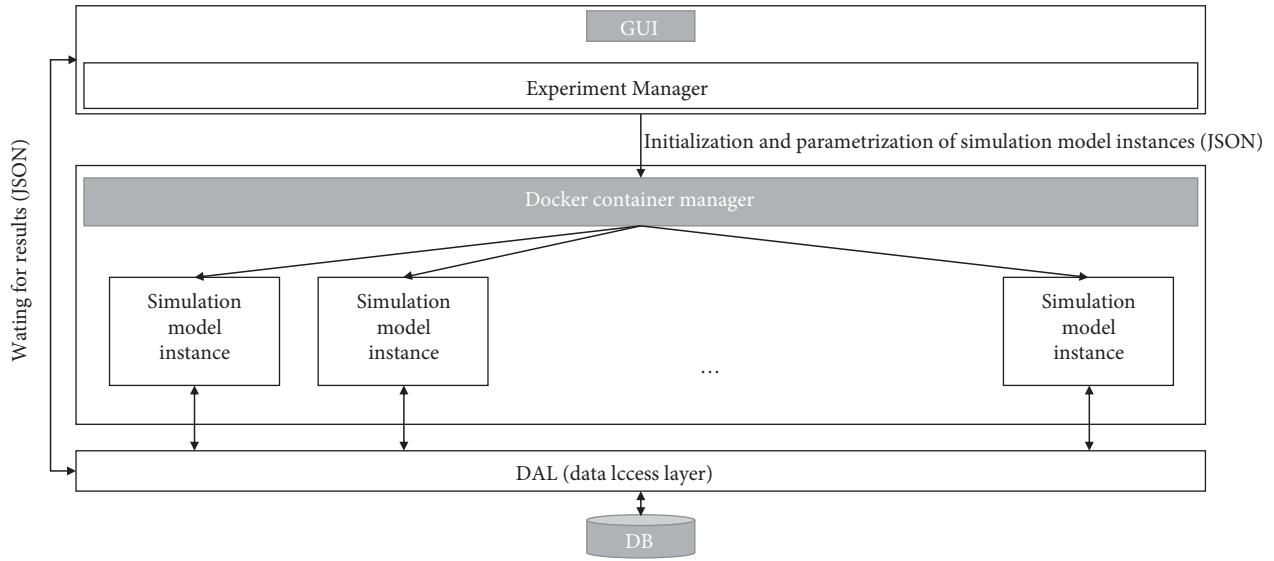 GUI
Experiment Manager
Initialization and parametrization of simulation model instances (JSON)
Wating for results (JSON)
Docker container manager
Simulation
model
instance
Simulation
model
instance
...
Simulation
model
instance
DAL (data lccess layer)
DB